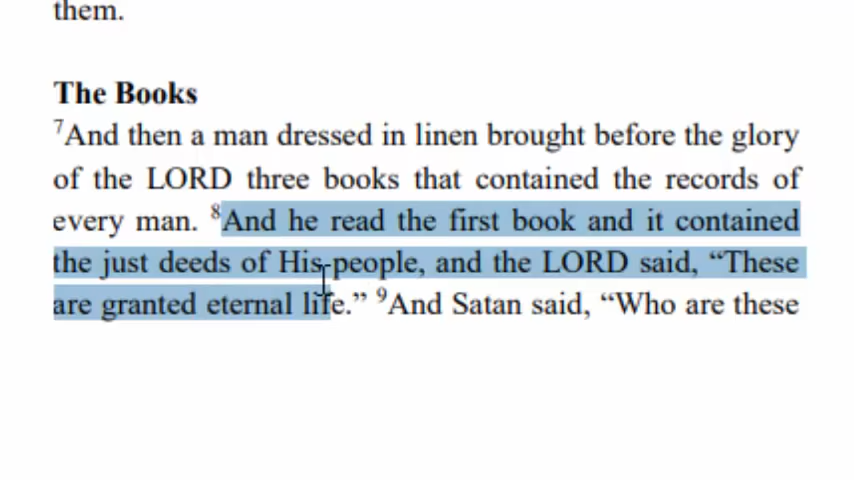 them.
The Books
⁷And then a man dressed in linen brought before the glory
of the LORD three books that contained the records of
every man. ⁸And he read the first book and it contained
the just deeds of His people, and the LORD said, “These
are granted eternal life.” ⁹And Satan said, “Who are these